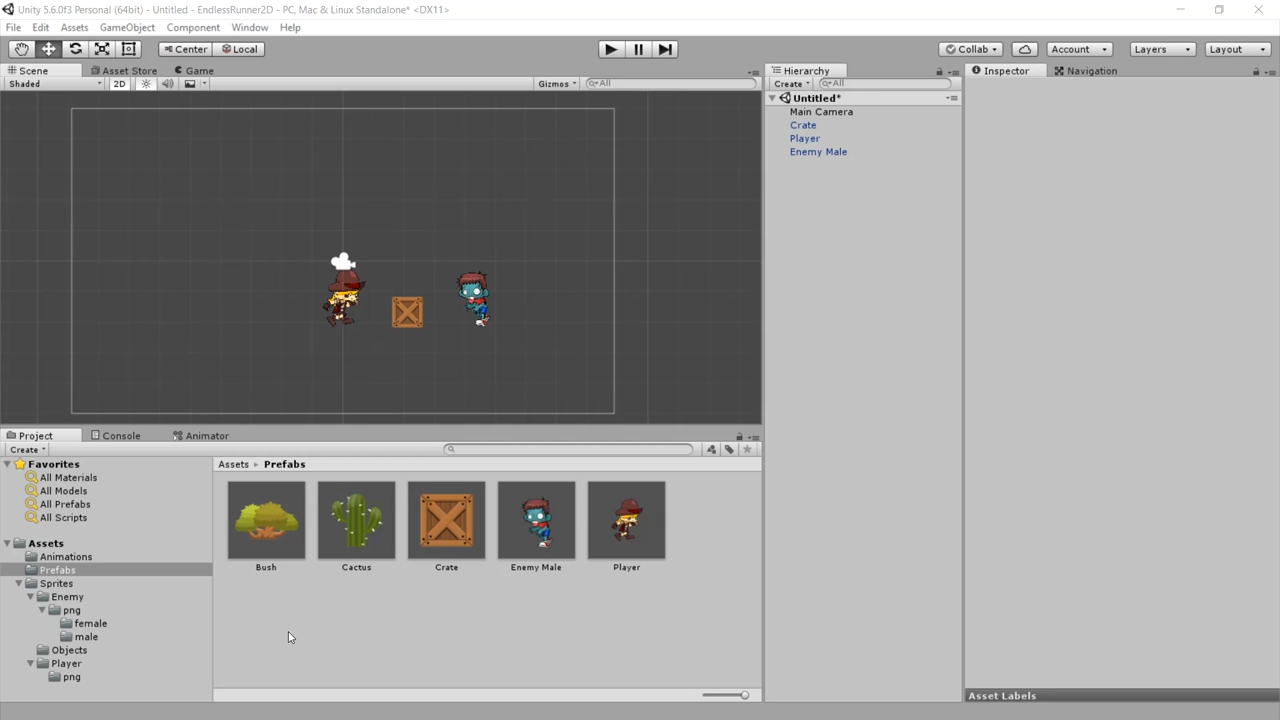 Unity 5.6.0f3 Personal (64bit) - Untitled - EndlessRunner2D - PC, Mac & Linux Standalone* <DX11>
File Edit Assets GameObject Component Window Help
Center Local Collab Account Layers Layout
Scene Asset Store Game
Shaded 2D Gizmos All
Hierarchy
Create All
Untitled*
Main Camera
Crate
Player
Enemy Male
Inspector Navigation
Project Console Animator
Create
Favorites
All Materials
All Models
All Prefabs
All Scripts
Assets
Animations
Prefabs
Sprites
Enemy
png
female
male
Objects
Player
png
Assets Prefabs
Bush Cactus Crate Enemy Male Player
Asset Labels